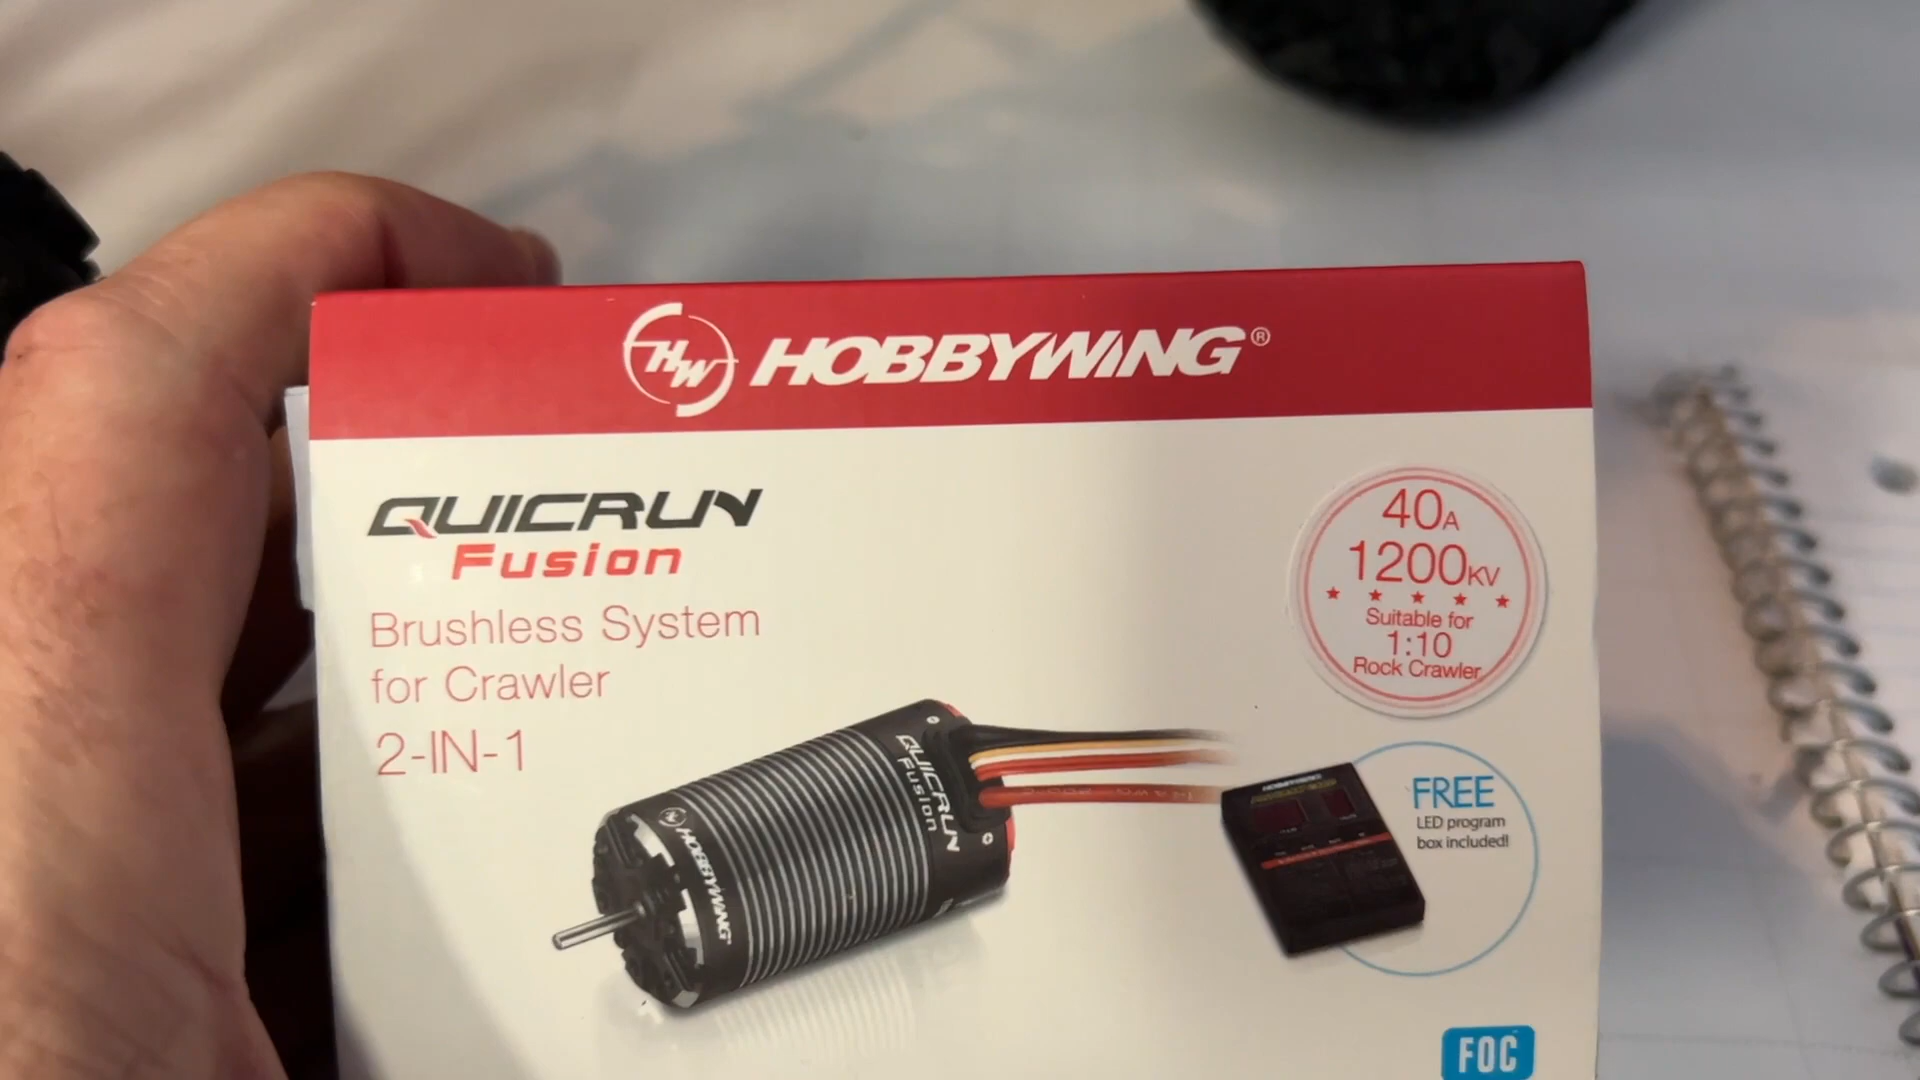 HW HOBBYWING®
QUICRUN
Fusion
Brushless System
for Crawler
2-IN-1
40A
1200KV
Suitable for
1:10
Rock Crawler
QUICRUN
Fusion
HOBBYWING
FREE
LED program
box included!
FOC